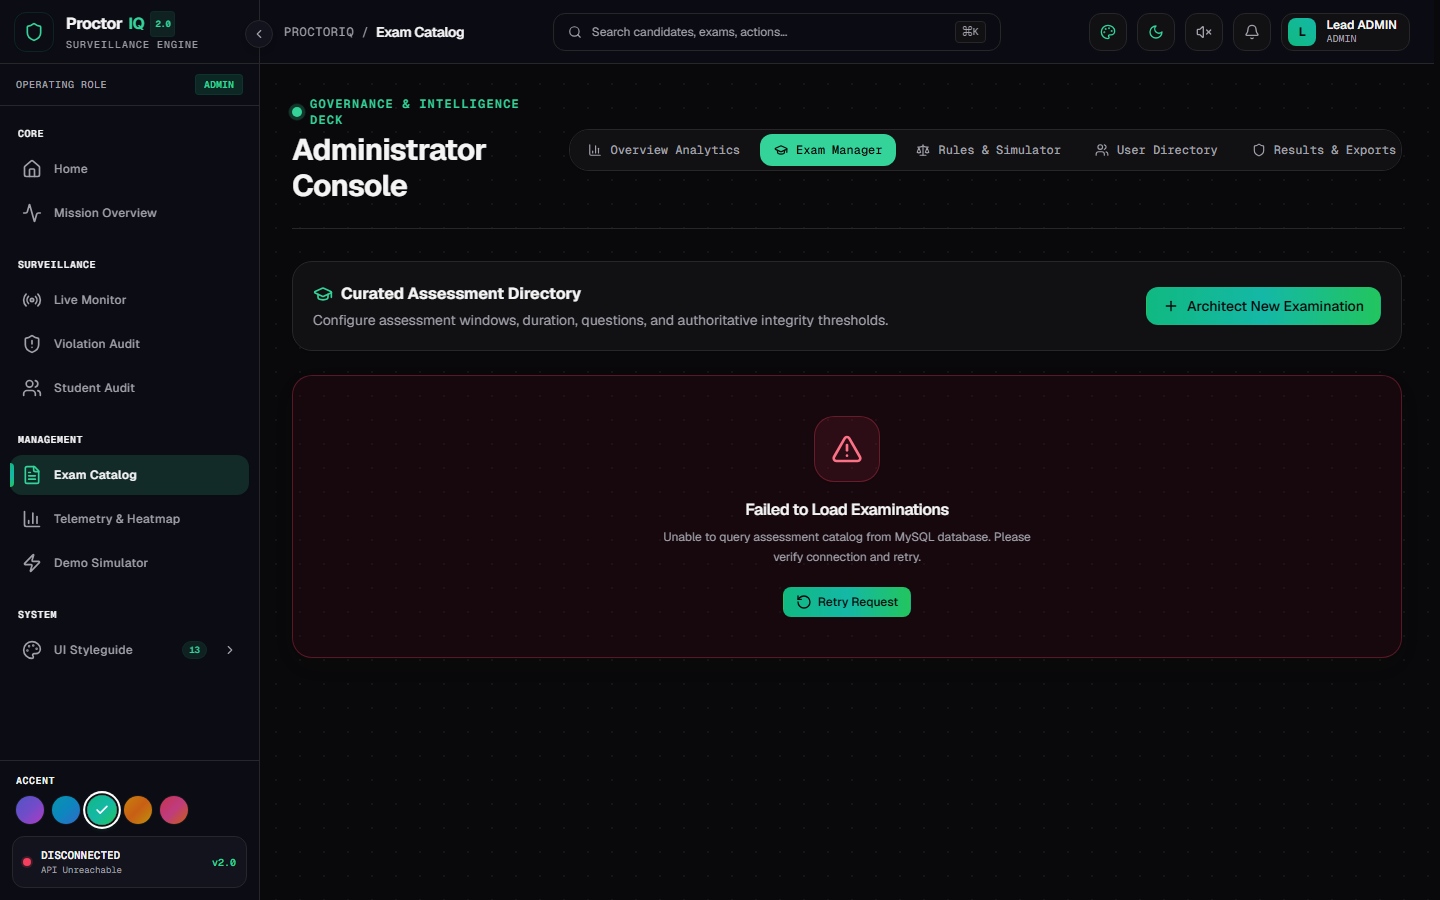 Proctor IQ 2.0
SURVEILLANCE ENGINE
PROCTORIQ / Exam Catalog
Search candidates, exams, actions...
⌘K
L
Lead ADMIN
ADMIN
OPERATING ROLE
ADMIN
CORE
Home
Mission Overview
SURVEILLANCE
Live Monitor
Violation Audit
Student Audit
MANAGEMENT
Exam Catalog
Telemetry & Heatmap
Demo Simulator
SYSTEM
UI Styleguide 13
ACCENT
DISCONNECTED
API Unreachable
v2.0
GOVERNANCE & INTELLIGENCE
DECK
Administrator
Console
Overview Analytics
Exam Manager
Rules & Simulator
User Directory
Results & Exports
Curated Assessment Directory
Configure assessment windows, duration, questions, and authoritative integrity thresholds.
Architect New Examination
Failed to Load Examinations
Unable to query assessment catalog from MySQL database. Please
verify connection and retry.
Retry Request